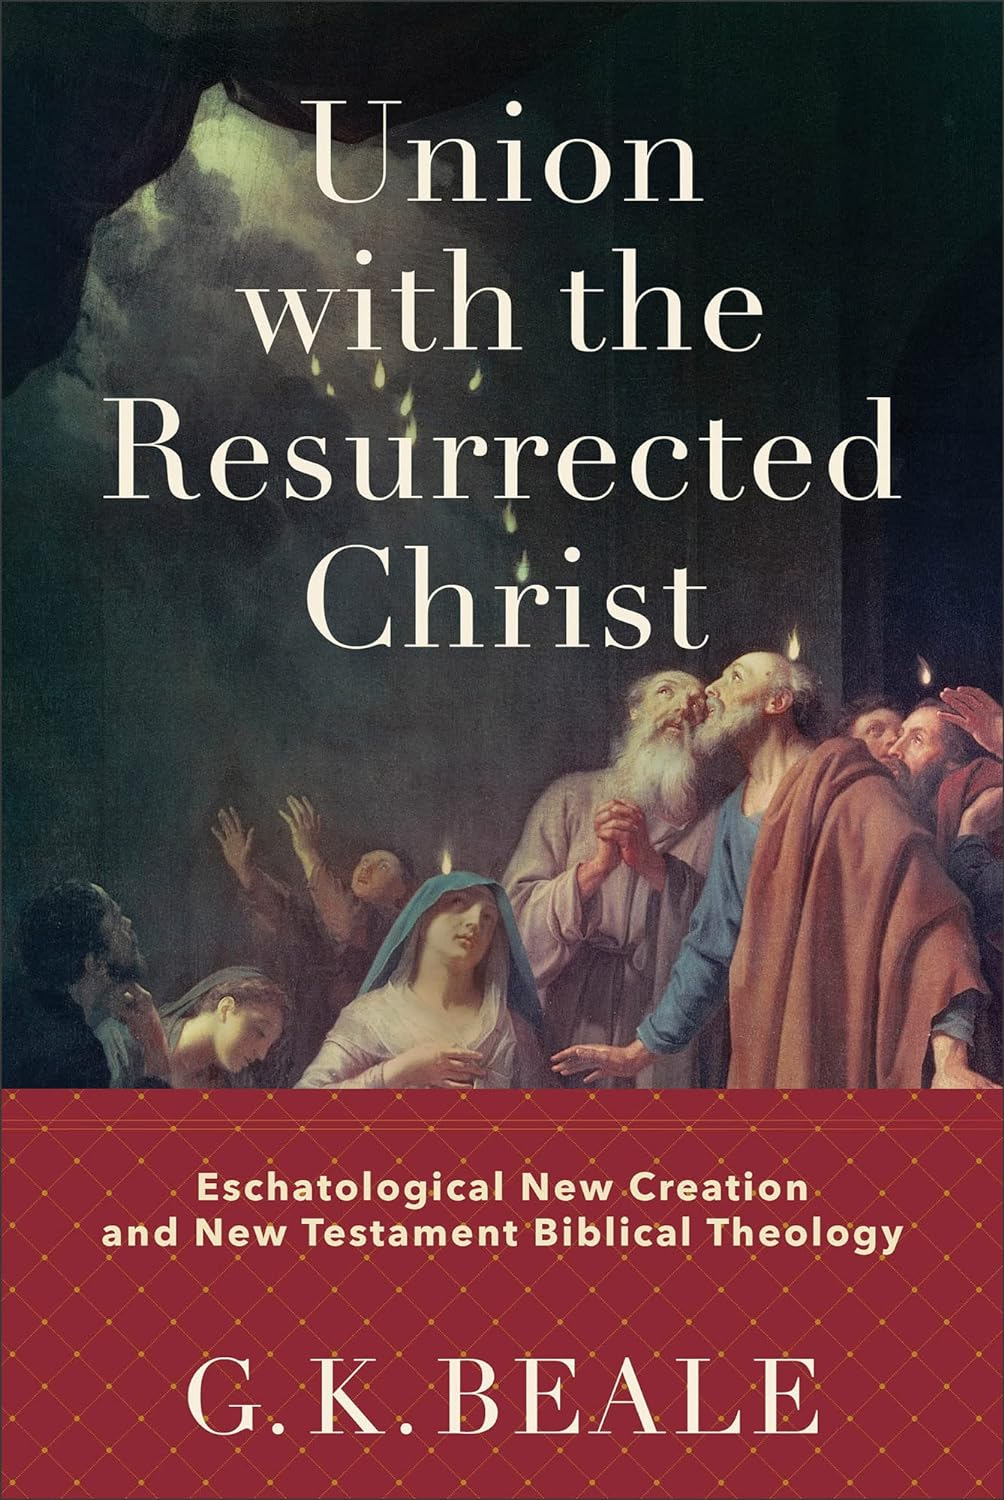 Union
with the
Resurrected
Christ
Eschatological New Creation
and New Testament Biblical Theology
G. K. BEALE